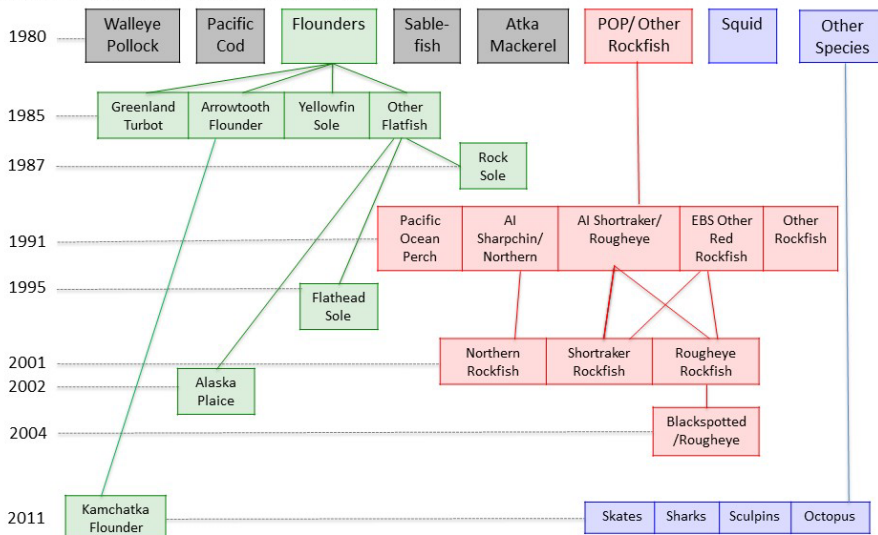 1980
Walleye
Pollock
Pacific
Cod
Flounders
Sable-
fish
Atka
Mackerel
POP/ Other
Rockfish
Squid
Other
Species
1985
Greenland
Turbot
Arrowtooth
Flounder
Yellowfin
Sole
Other
Flatfish
1987
Rock
Sole
1991
Pacific
Ocean
Perch
AI
Sharpchin/
Northern
AI Shortraker/
Rougheye
EBS Other
Red
Rockfish
Other
Rockfish
1995
Flathead
Sole
2001
Northern
Rockfish
Shortraker
Rockfish
Rougheye
Rockfish
2002
Alaska
Plaice
2004
Blackspotted
/Rougheye
2011
Kamchatka
Flounder
Skates
Sharks
Sculpins
Octopus